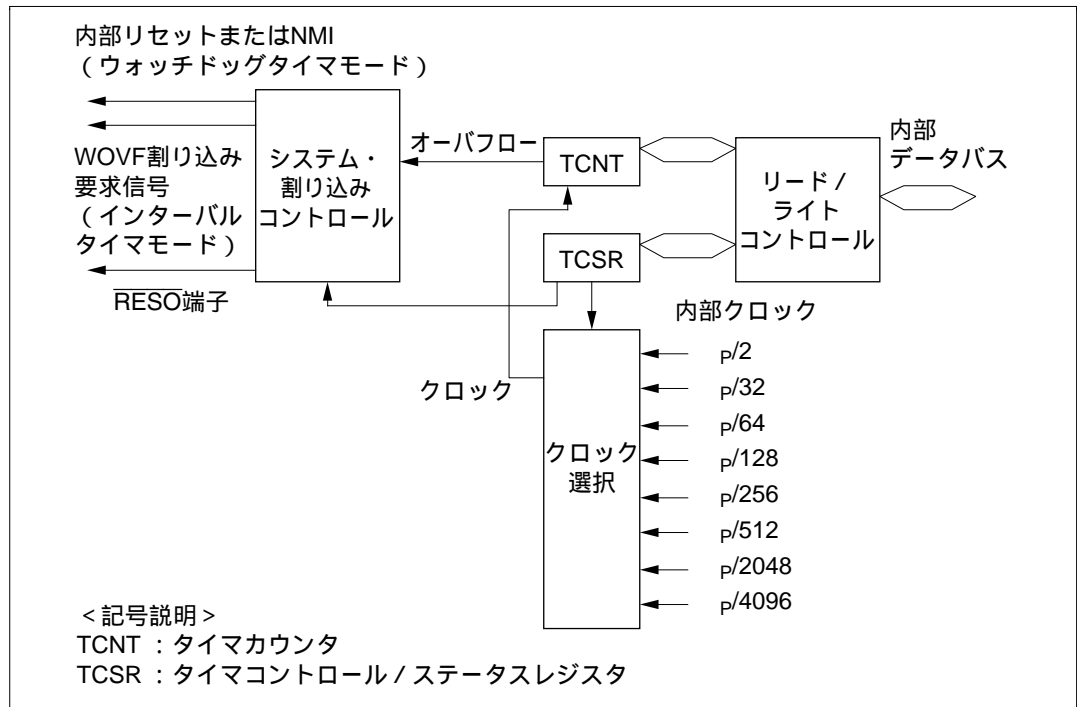 内部リセットまたはNMI
(ウォッチドッグタイマモード)
WOVF割り込み
要求信号
(インターバル
タイマモード)
RESO端子
システム・
割り込み
コントロール
オーバフロー
TCNT
TCSR
リード/
ライト
コントロール
内部
データバス
内部クロック
クロック
クロック
選択
P/2
P/32
P/64
P/128
P/256
P/512
P/2048
P/4096
<記号説明>
TCNT :タイマカウンタ
TCSR :タイマコントロール/ステータスレジスタ